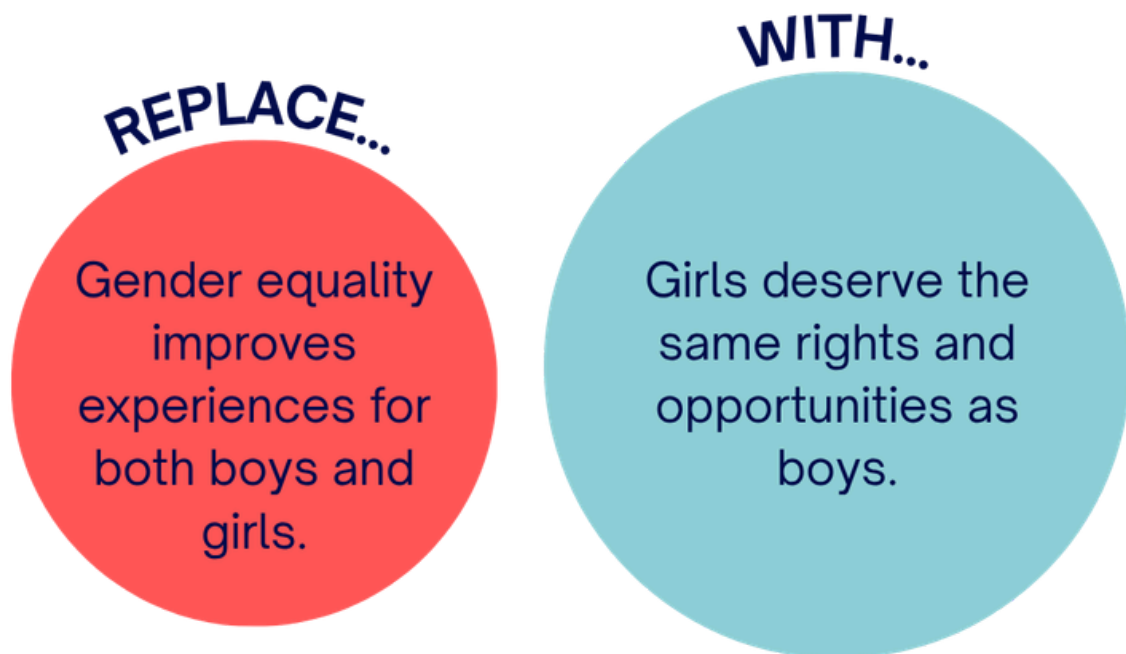 REPLACE...
Gender equality
improves
experiences for
both boys and
girls.
WITH...
Girls deserve the
same rights and
opportunities as
boys.